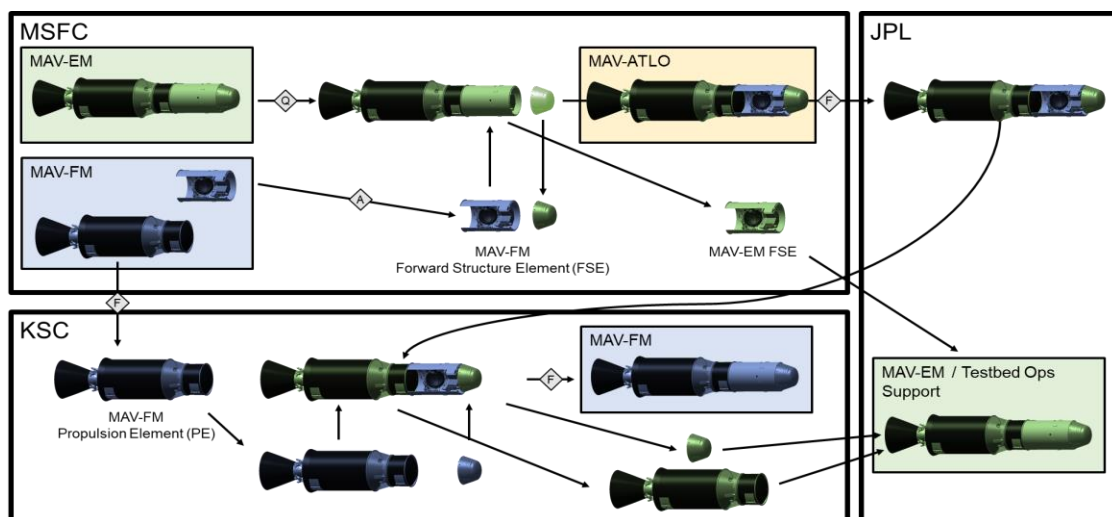 MSFC
JPL
MAV-EM
MAV-ATLO
Q
F
MAV-FM
A
MAV-FM
Forward Structure Element (FSE)
MAV-EM FSE
F
KSC
MAV-FM
F
MAV-FM
Propulsion Element (PE)
MAV-EM / Testbed Ops
Support